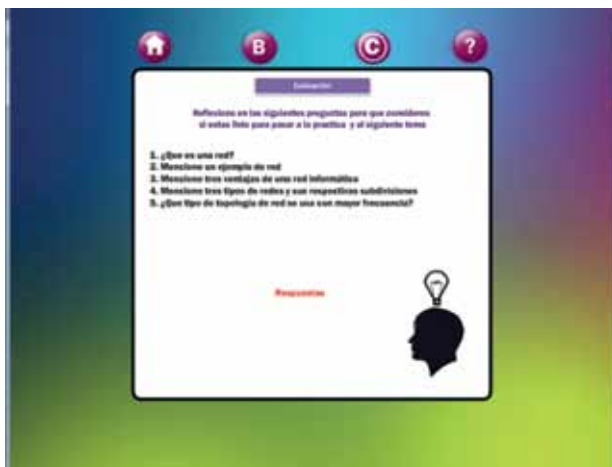 B
©
?
Evaluación
Reflexione en las siguientes preguntas para que consideres
si estas listo para pasar a la practica y al siguiente tema
1. ¿Que es una red?
2. Mencione un ejemplo de red
3. Mencione tres ventajas de una red informática
4. Mencione tres tipos de redes y sus respectivas subdivisiones
5. ¿Que tipo de topología de red se usa con mayor frecuencia?
Respuestas